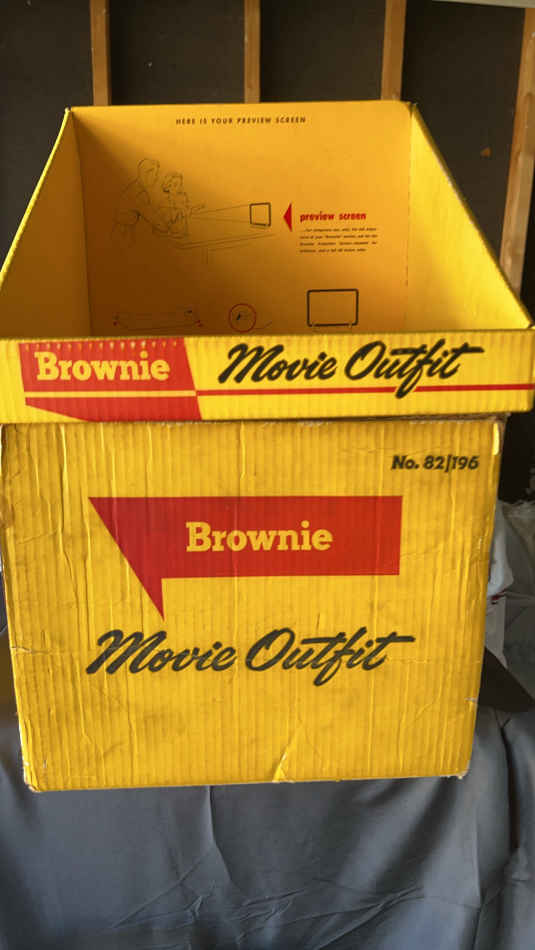 HERE IS YOUR PREVIEW SCREEN
preview screen
Brownie
Movie Outfit
No. 82/196
Brownie
Movie Outfit